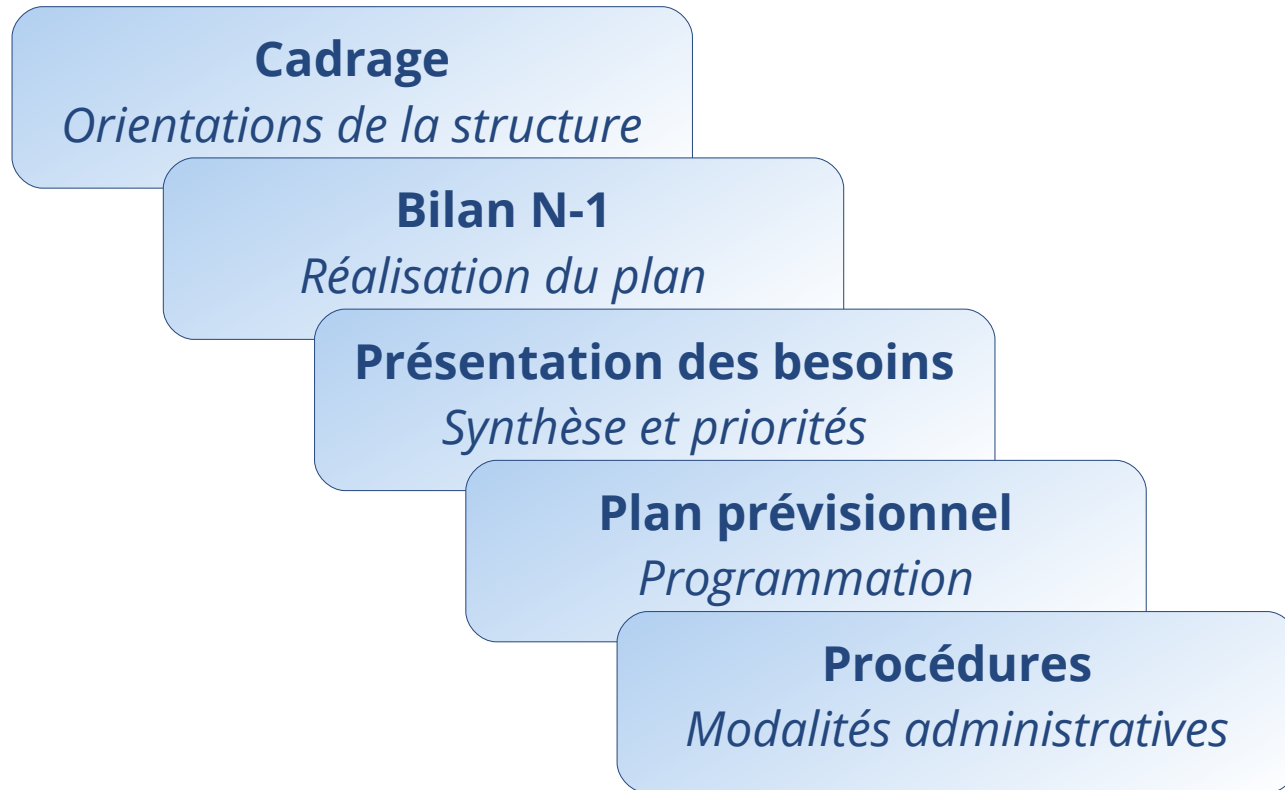 Cadrage
Orientations de la structure
Bilan N-1
Réalisation du plan
Présentation des besoins
Synthèse et priorités
Plan prévisionnel
Programmation
Procédures
Modalités administratives